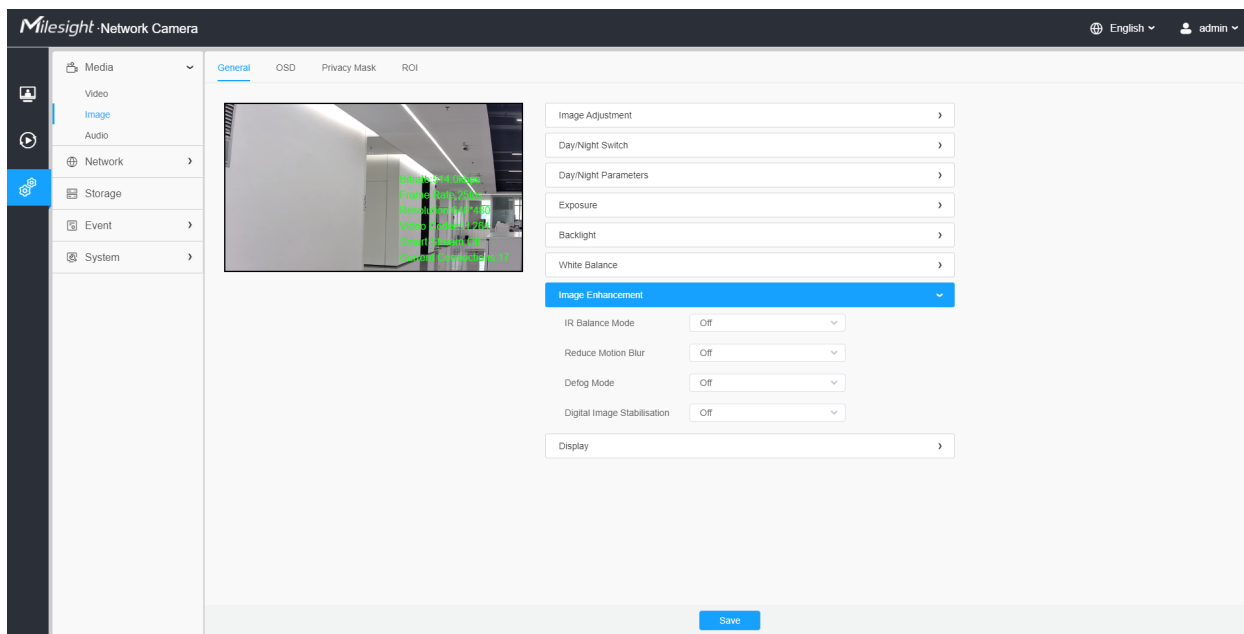 Milesight · Network Camera
English
admin
Media
Video
Image
Audio
Network
Storage
Event
System
General OSD Privacy Mask ROI
Image Adjustment
Day/Night Switch
Day/Night Parameters
Exposure
Backlight
White Balance
Image Enhancement
IR Balance Mode Off
Reduce Motion Blur Off
Defog Mode Off
Digital Image Stabilisation Off
Display
Save